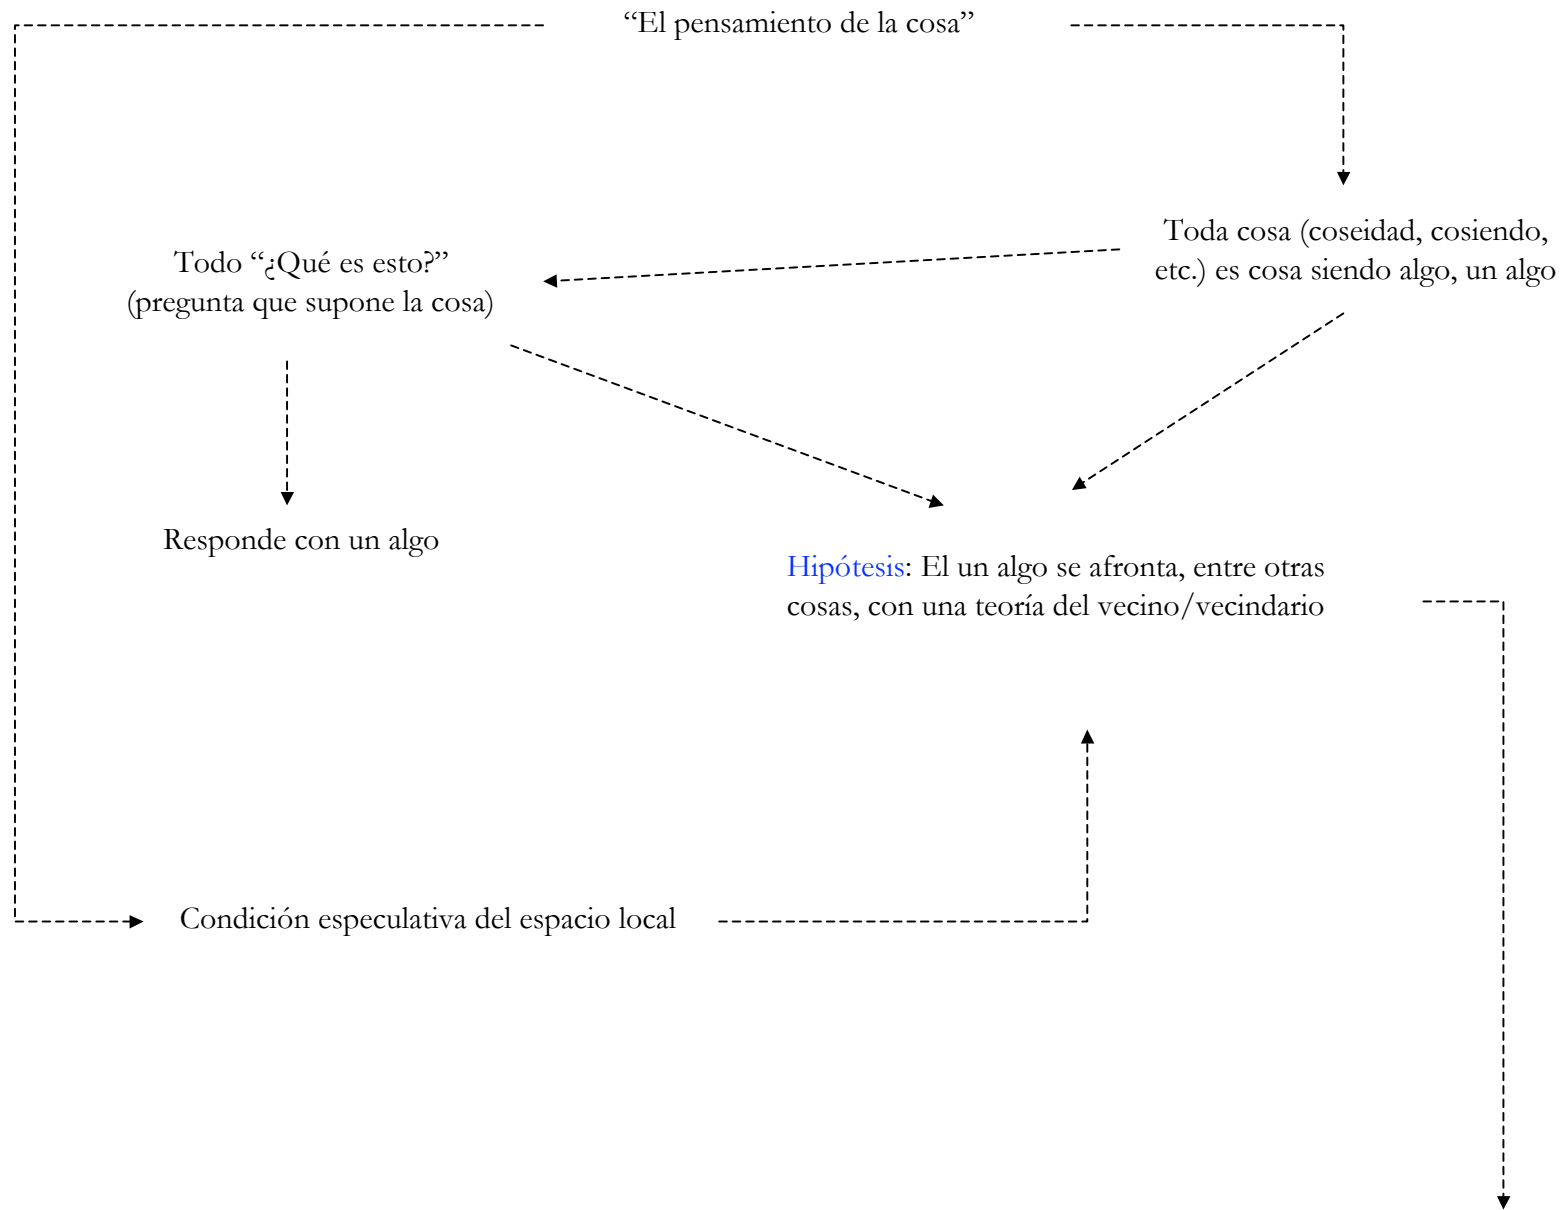 “El pensamiento de la cosa”
Toda cosa (coseidad, cosiendo,
etc.) es cosa siendo algo, un algo
Todo “¿Qué es esto?”
(pregunta que supone la cosa)
Responde con un algo
Hipótesis: El un algo se afronta, entre otras
cosas, con una teoría del vecino/vecindario
Condición especulativa del espacio local